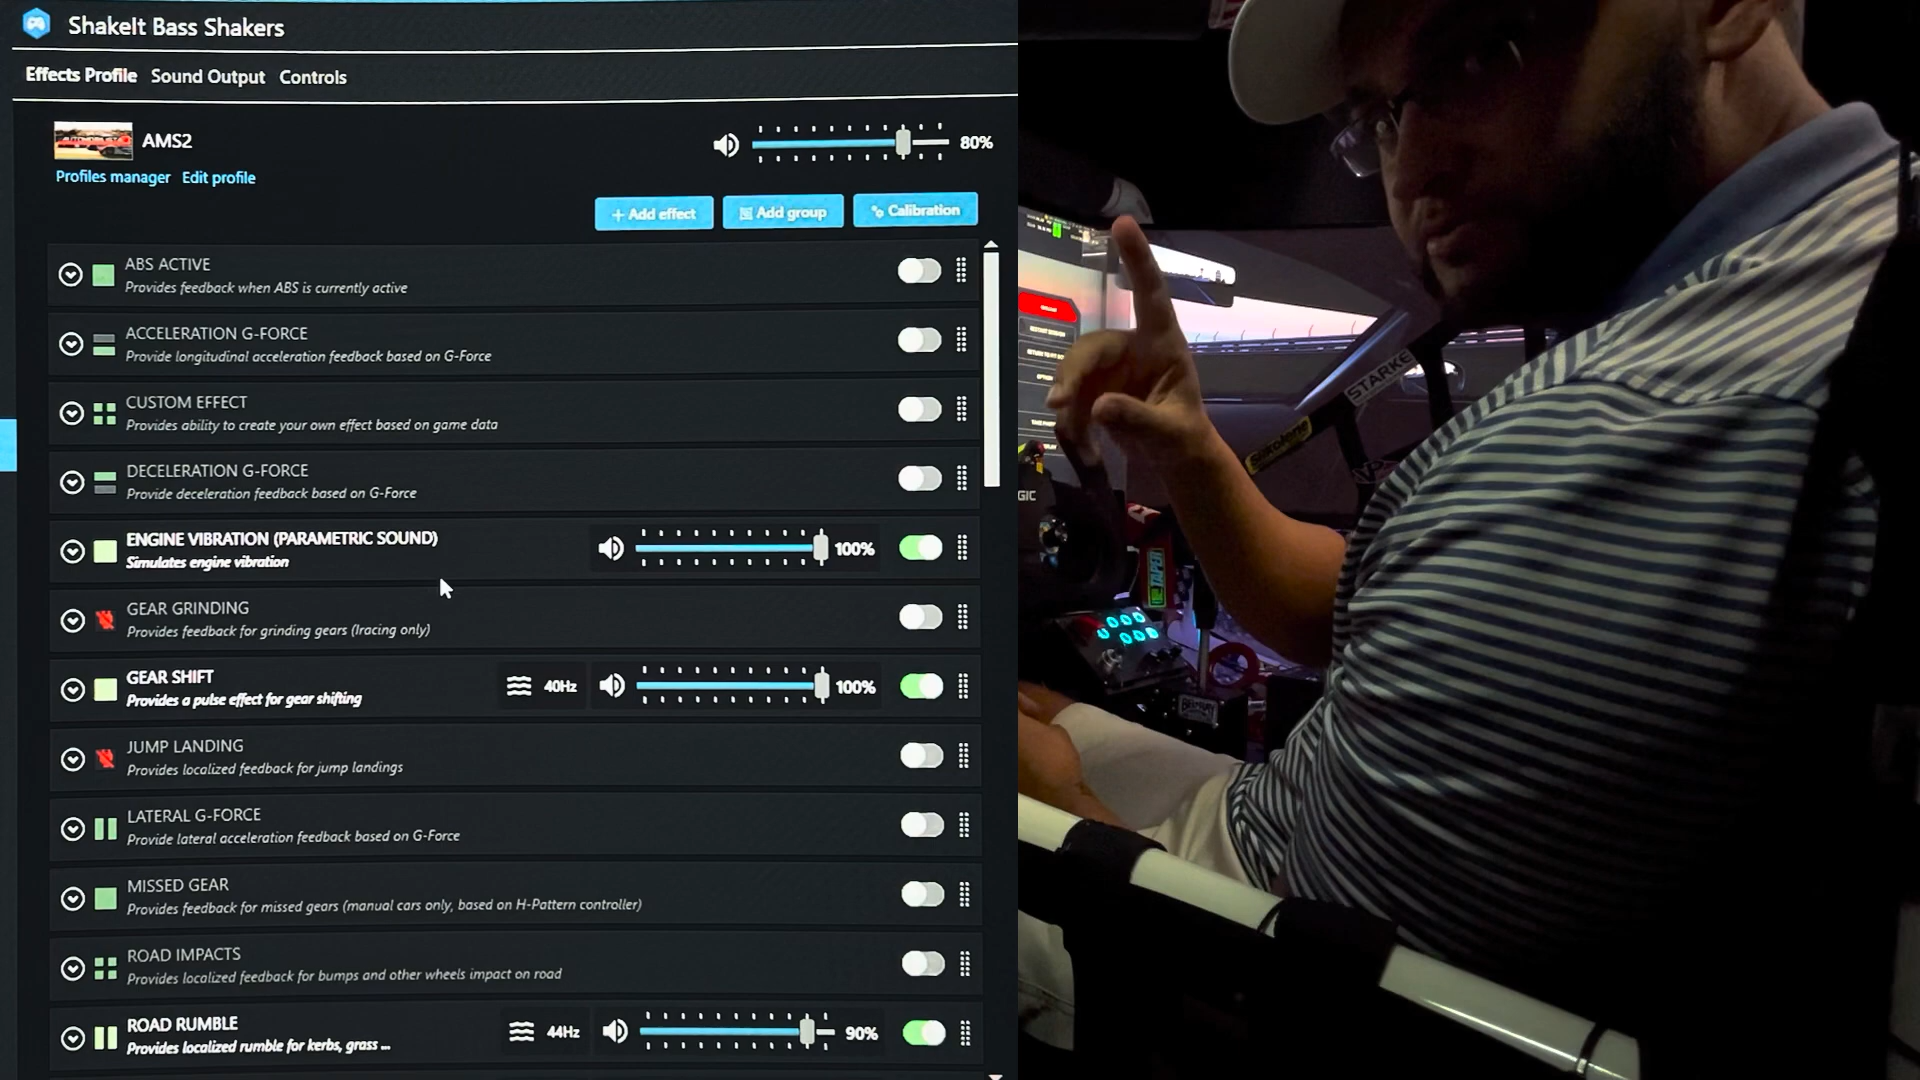 ShakeIt Bass Shakers
Effects Profile Sound Output Controls
AMS2
80%
Profiles manager Edit profile
+ Add effect Add group Calibration
ABS ACTIVE
Provides feedback when ABS is currently active
ACCELERATION G-FORCE
Provide longitudinal acceleration feedback based on G-Force
CUSTOM EFFECT
Provides ability to create your own effect based on game data
DECELERATION G-FORCE
Provide deceleration feedback based on G-Force
ENGINE VIBRATION (PARAMETRIC SOUND)
Simulates engine vibration
100%
GEAR GRINDING
Provides feedback for grinding gears (Iracing only)
GEAR SHIFT
Provides a pulse effect for gear shifting
40Hz 100%
JUMP LANDING
Provides localized feedback for jump landings
LATERAL G-FORCE
Provide lateral acceleration feedback based on G-Force
MISSED GEAR
Provides feedback for missed gears (manual cars only, based on H-Pattern controller)
ROAD IMPACTS
Provides localized feedback for bumps and other wheels impact on road
ROAD RUMBLE
Provides localized rumble for kerbs, grass ...
44Hz 90%
STARKE
GIC